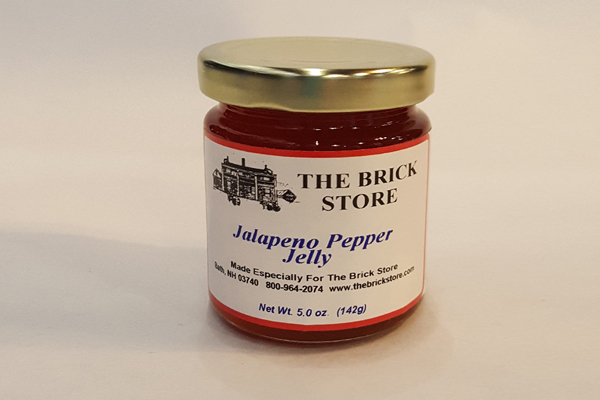 THE BRICK
STORE
Jalapeno Pepper
Jelly
Made Especially For The Brick Store
Bath, NH 03740 800-964-2074 www.thebrickstore.com
Net Wt. 5.0 oz. (142g)